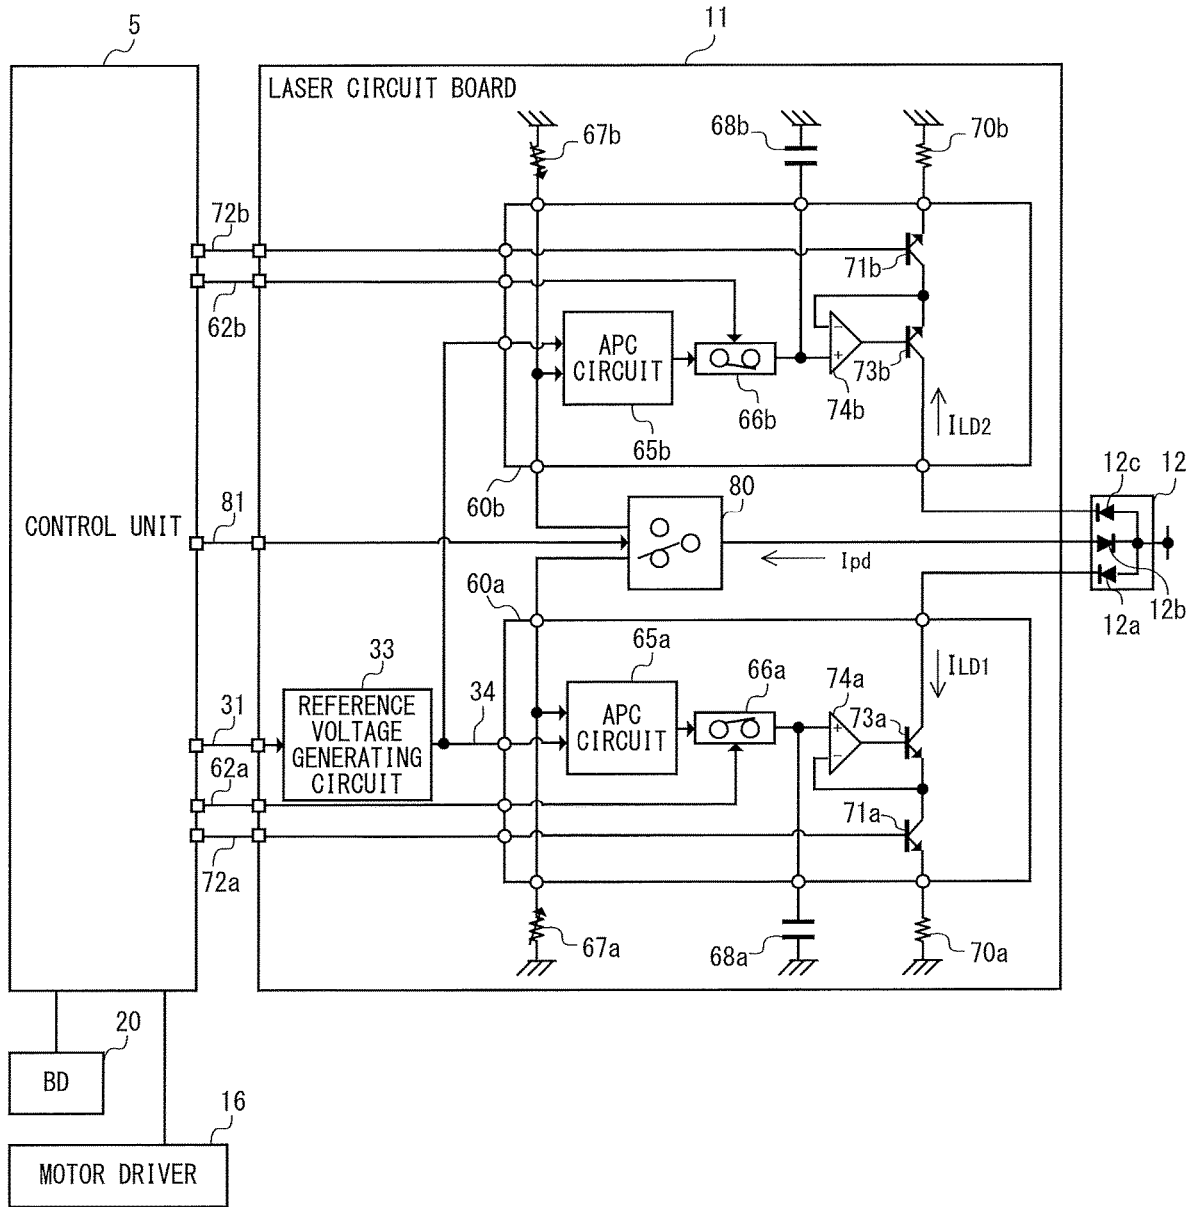 5
11
LASER CIRCUIT BOARD
67b
68b
70b
72b
71b
62b
APC
CIRCUIT
-
+
73b
66b
74b
65b
ILD2
60b
80
12c
12
CONTROL UNIT
81
Ipd
60a
12a
12b
65a
ILD1
33
66a
74a
31
REFERENCE
VOLTAGE
GENERATING
CIRCUIT
34
APC
CIRCUIT
+
-
73a
62a
71a
72a
67a
68a
70a
20
BD
16
MOTOR DRIVER